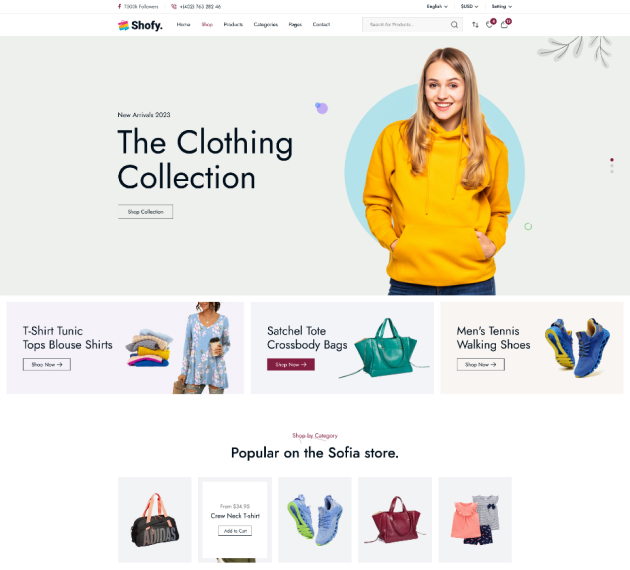 7500k Followers
+(402) 763 282 46
English
$USD
Setting
Shofy.
Home
Shop
Products
Categories
Pages
Contact
Search for Products...
New Arrivals 2023
The Clothing
Collection
Shop Collection
T-Shirt Tunic
Tops Blouse Shirts
Shop Now →
Satchel Tote
Crossbody Bags
Shop Now →
Men's Tennis
Walking Shoes
Shop Now →
Shop by Category
Popular on the Sofia store.
ADIDAS
From $34.95
Crew Neck T-shirt
Add to Cart